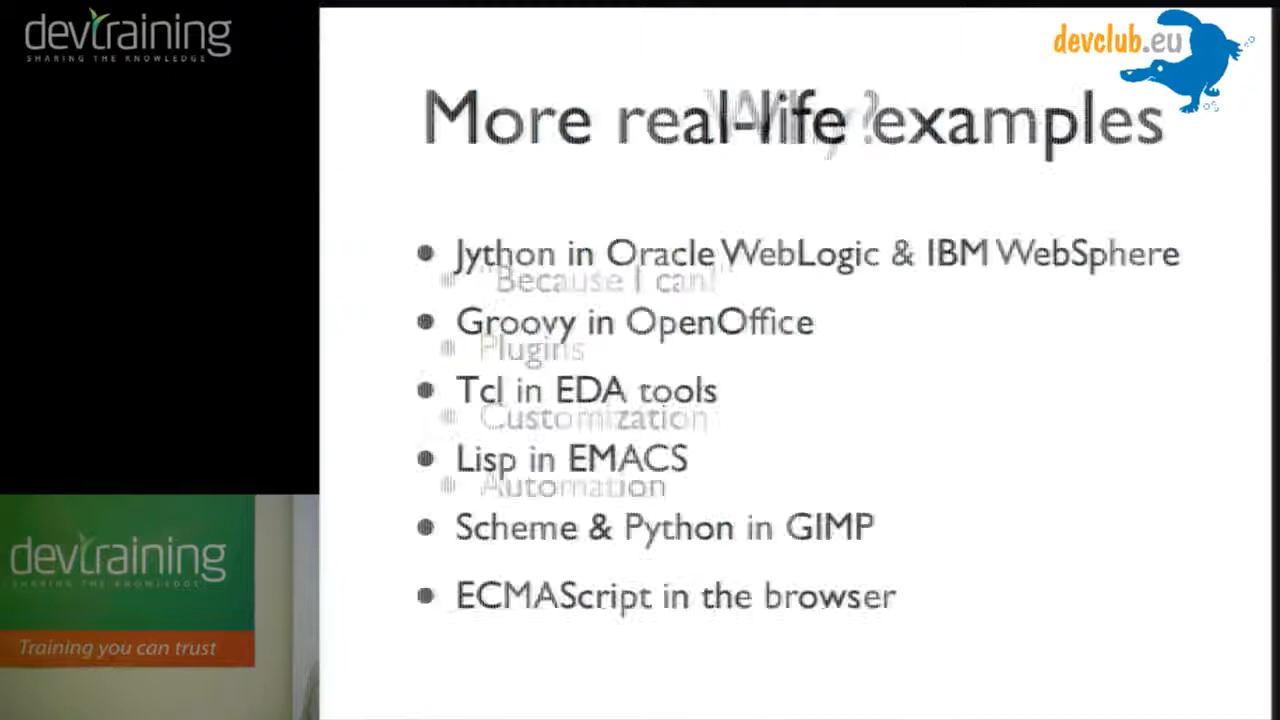 devtraining
SHARING THE KNOWLEDGE
devclub.eu
More real-life examples
Why?
• Jython in Oracle WebLogic & IBM WebSphere
• "Because I can!"
• Groovy in OpenOffice
• Plugins
• Tcl in EDA tools
• Customization
• Lisp in EMACS
• Automation
• Scheme & Python in GIMP
• ECMAScript in the browser
devtraining
SHARING THE KNOWLEDGE
Training you can trust